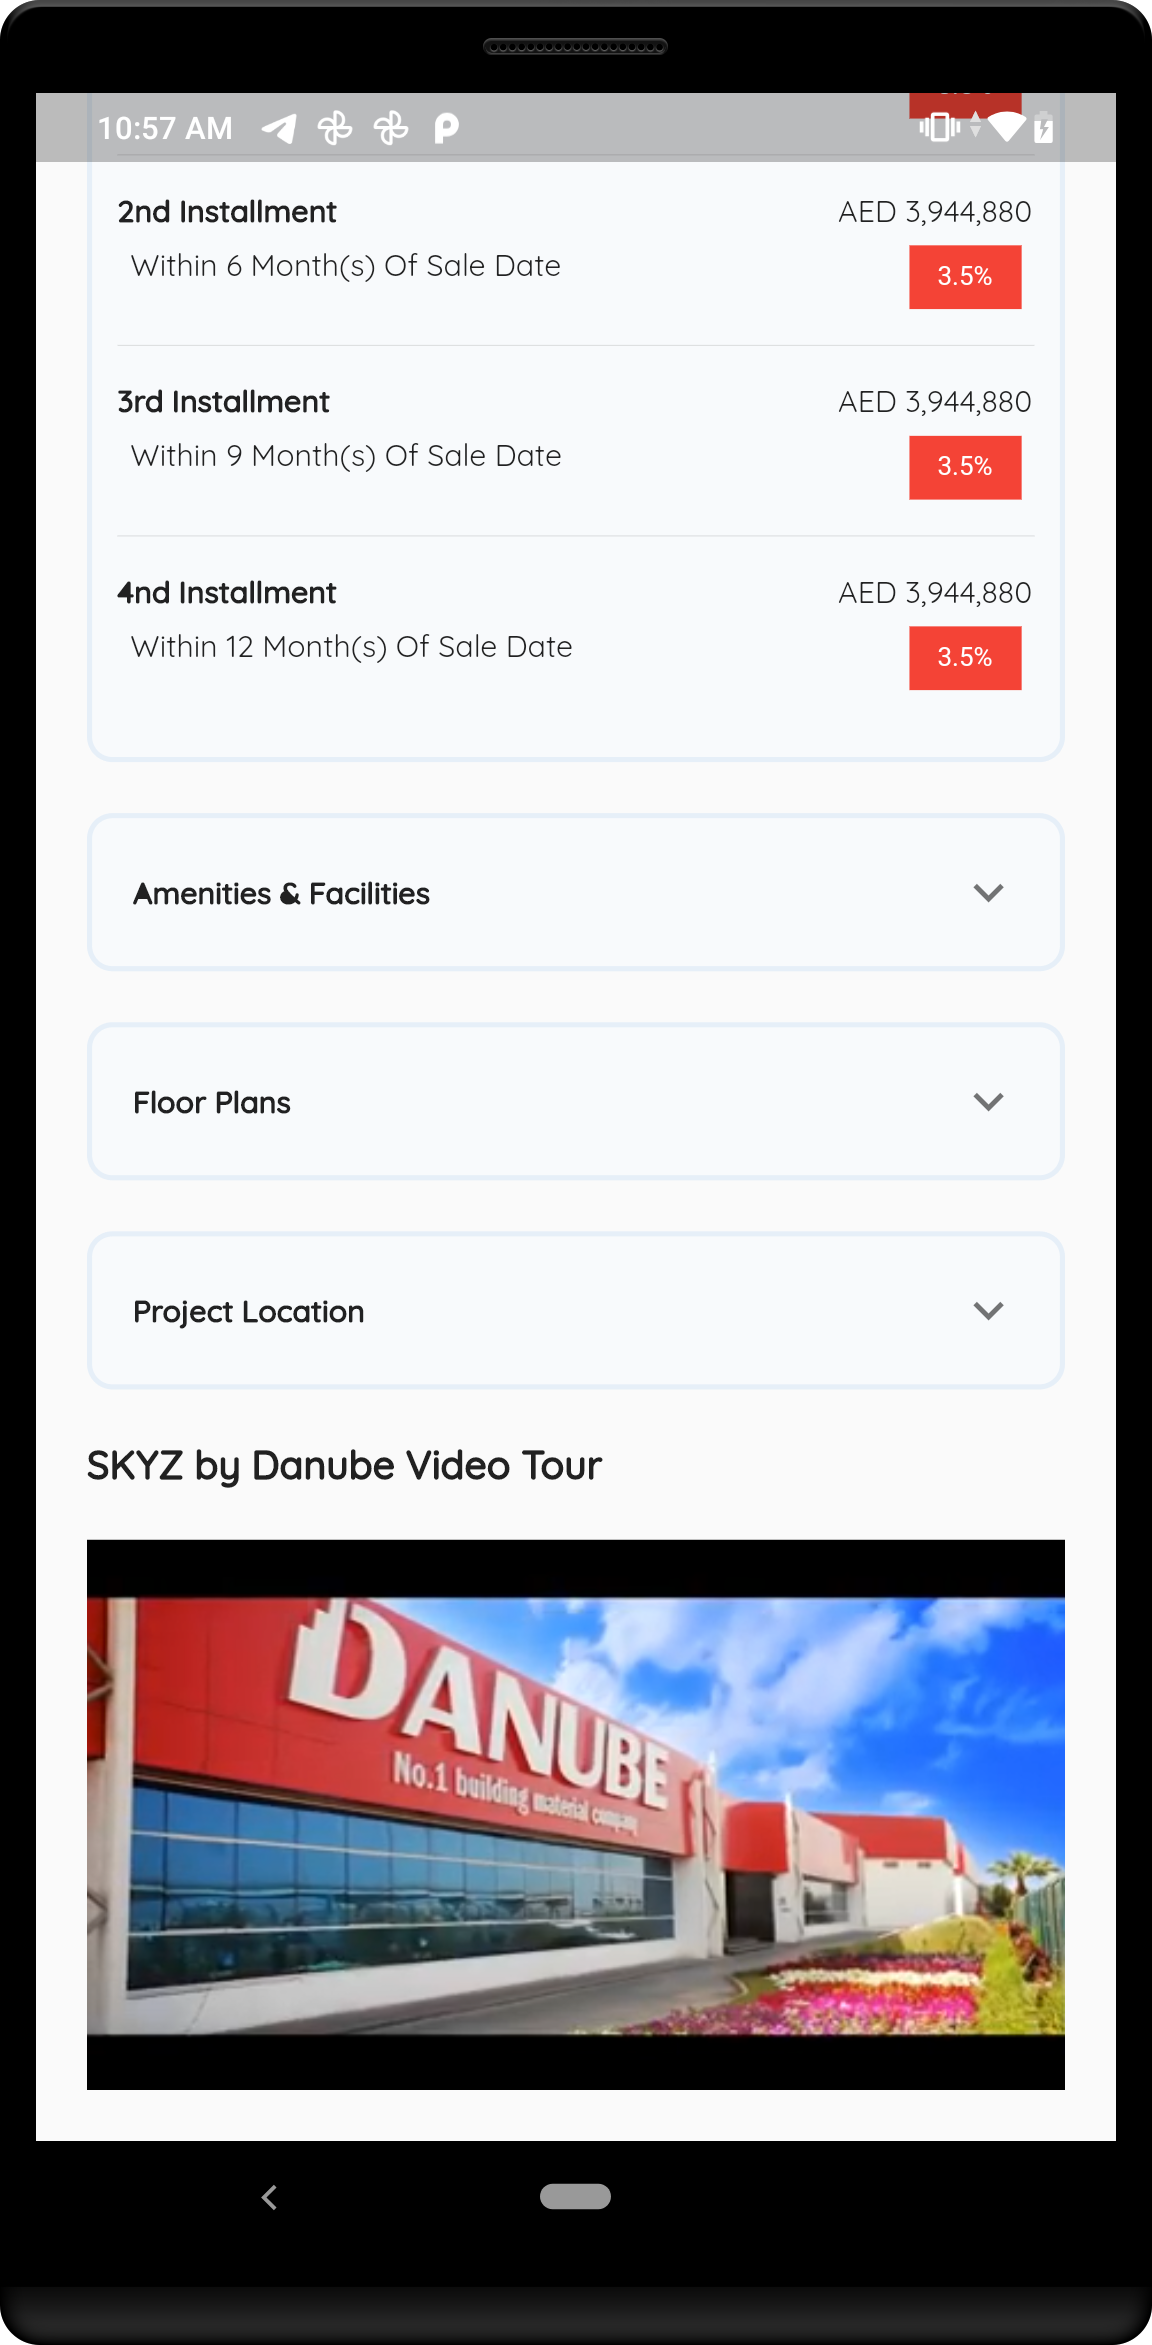 10:57 AM
2nd Installment AED 3,944,880
Within 6 Month(s) Of Sale Date 3.5%
3rd Installment AED 3,944,880
Within 9 Month(s) Of Sale Date 3.5%
4nd Installment AED 3,944,880
Within 12 Month(s) Of Sale Date 3.5%
Amenities & Facilities
Floor Plans
Project Location
SKYZ by Danube Video Tour
DANUBE
No.1 building material company